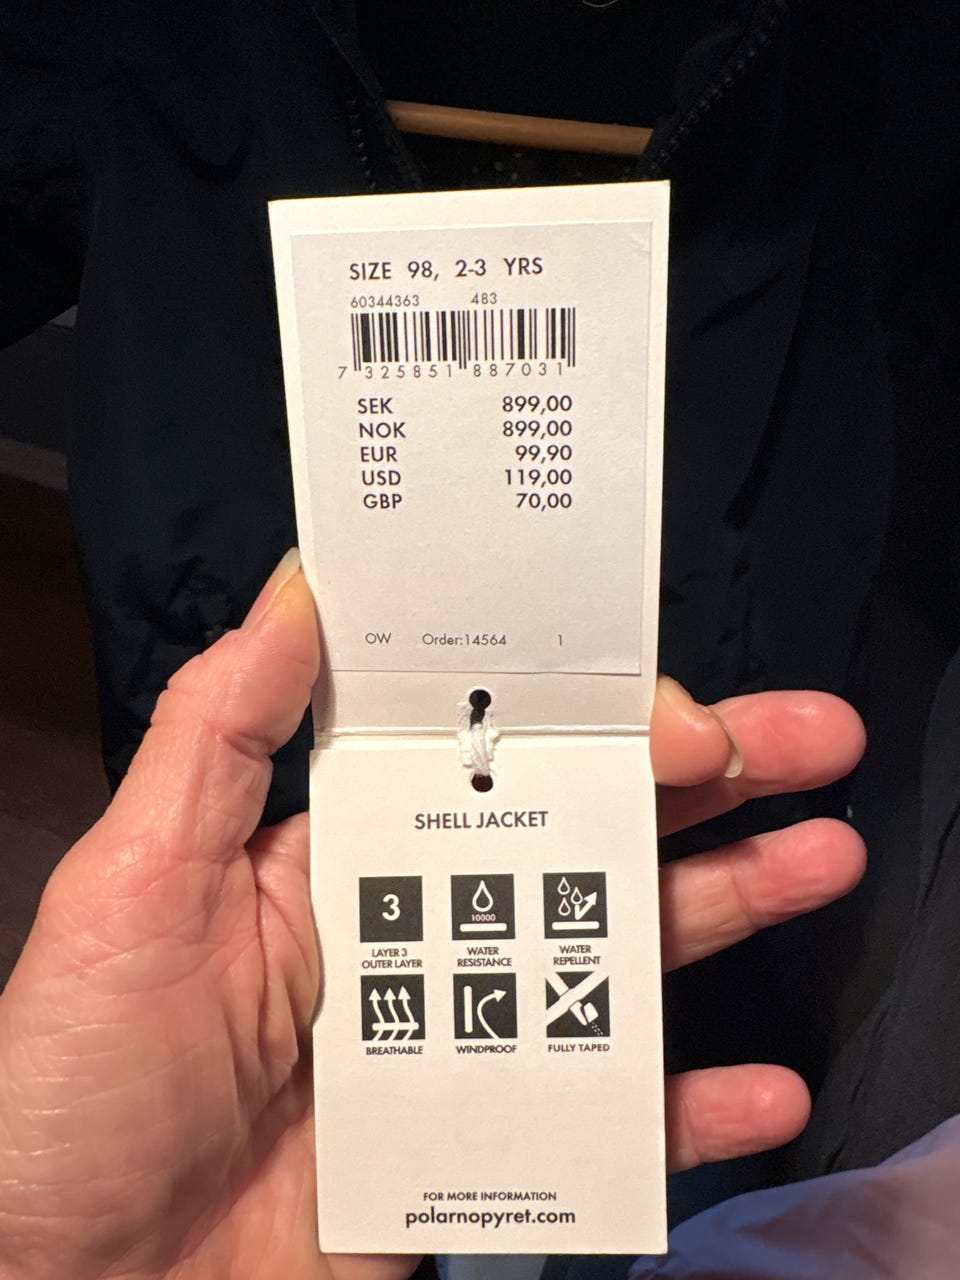 SIZE 98, 2-3 YRS
60344363 483
7 325851 887031
SEK 899,00
NOK 899,00
EUR 99,90
USD 119,00
GBP 70,00
OW Order:14564 1
SHELL JACKET
3
10000
LAYER 3
OUTER LAYER
WATER
RESISTANCE
WATER
REPELLENT
BREATHABLE
WINDPROOF
FULLY TAPED
FOR MORE INFORMATION
polarnopyret.com